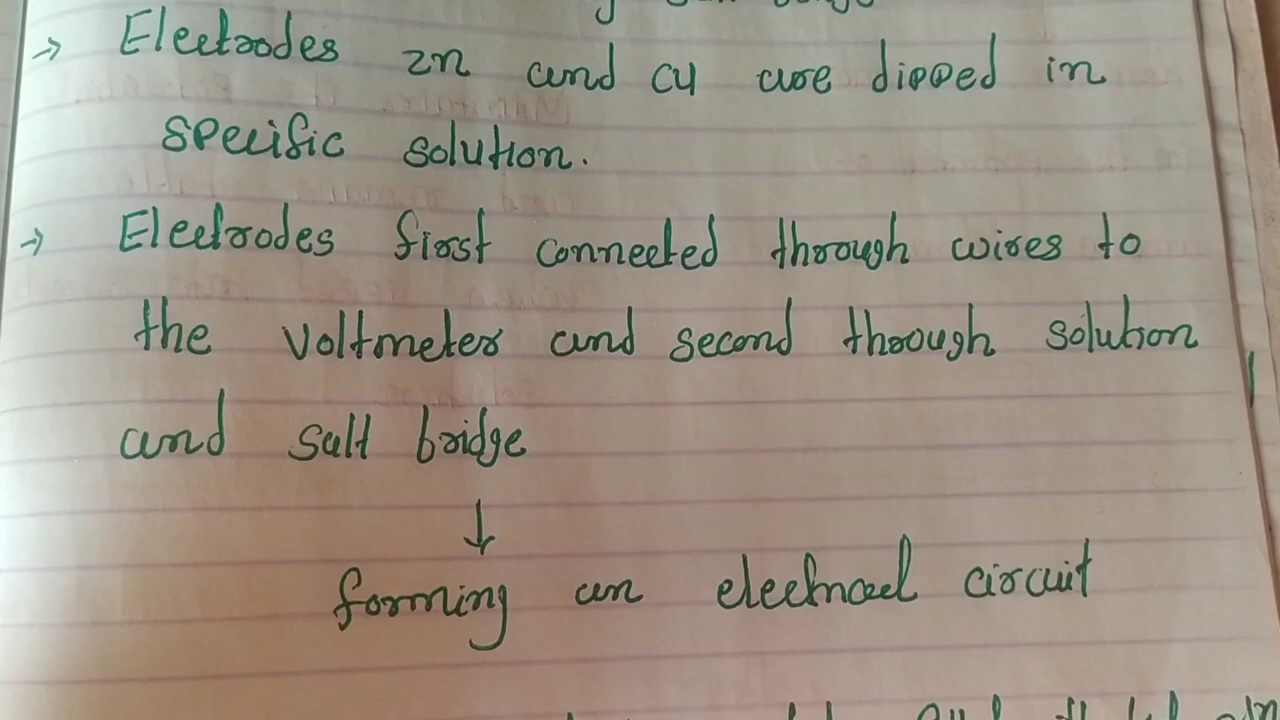 → Electrodes zn and cu are dipped in
specific solution.
→ Electrodes first connected through wires to
the voltmeter and second through solution
and salt bridge
↓
forming an electrical circuit